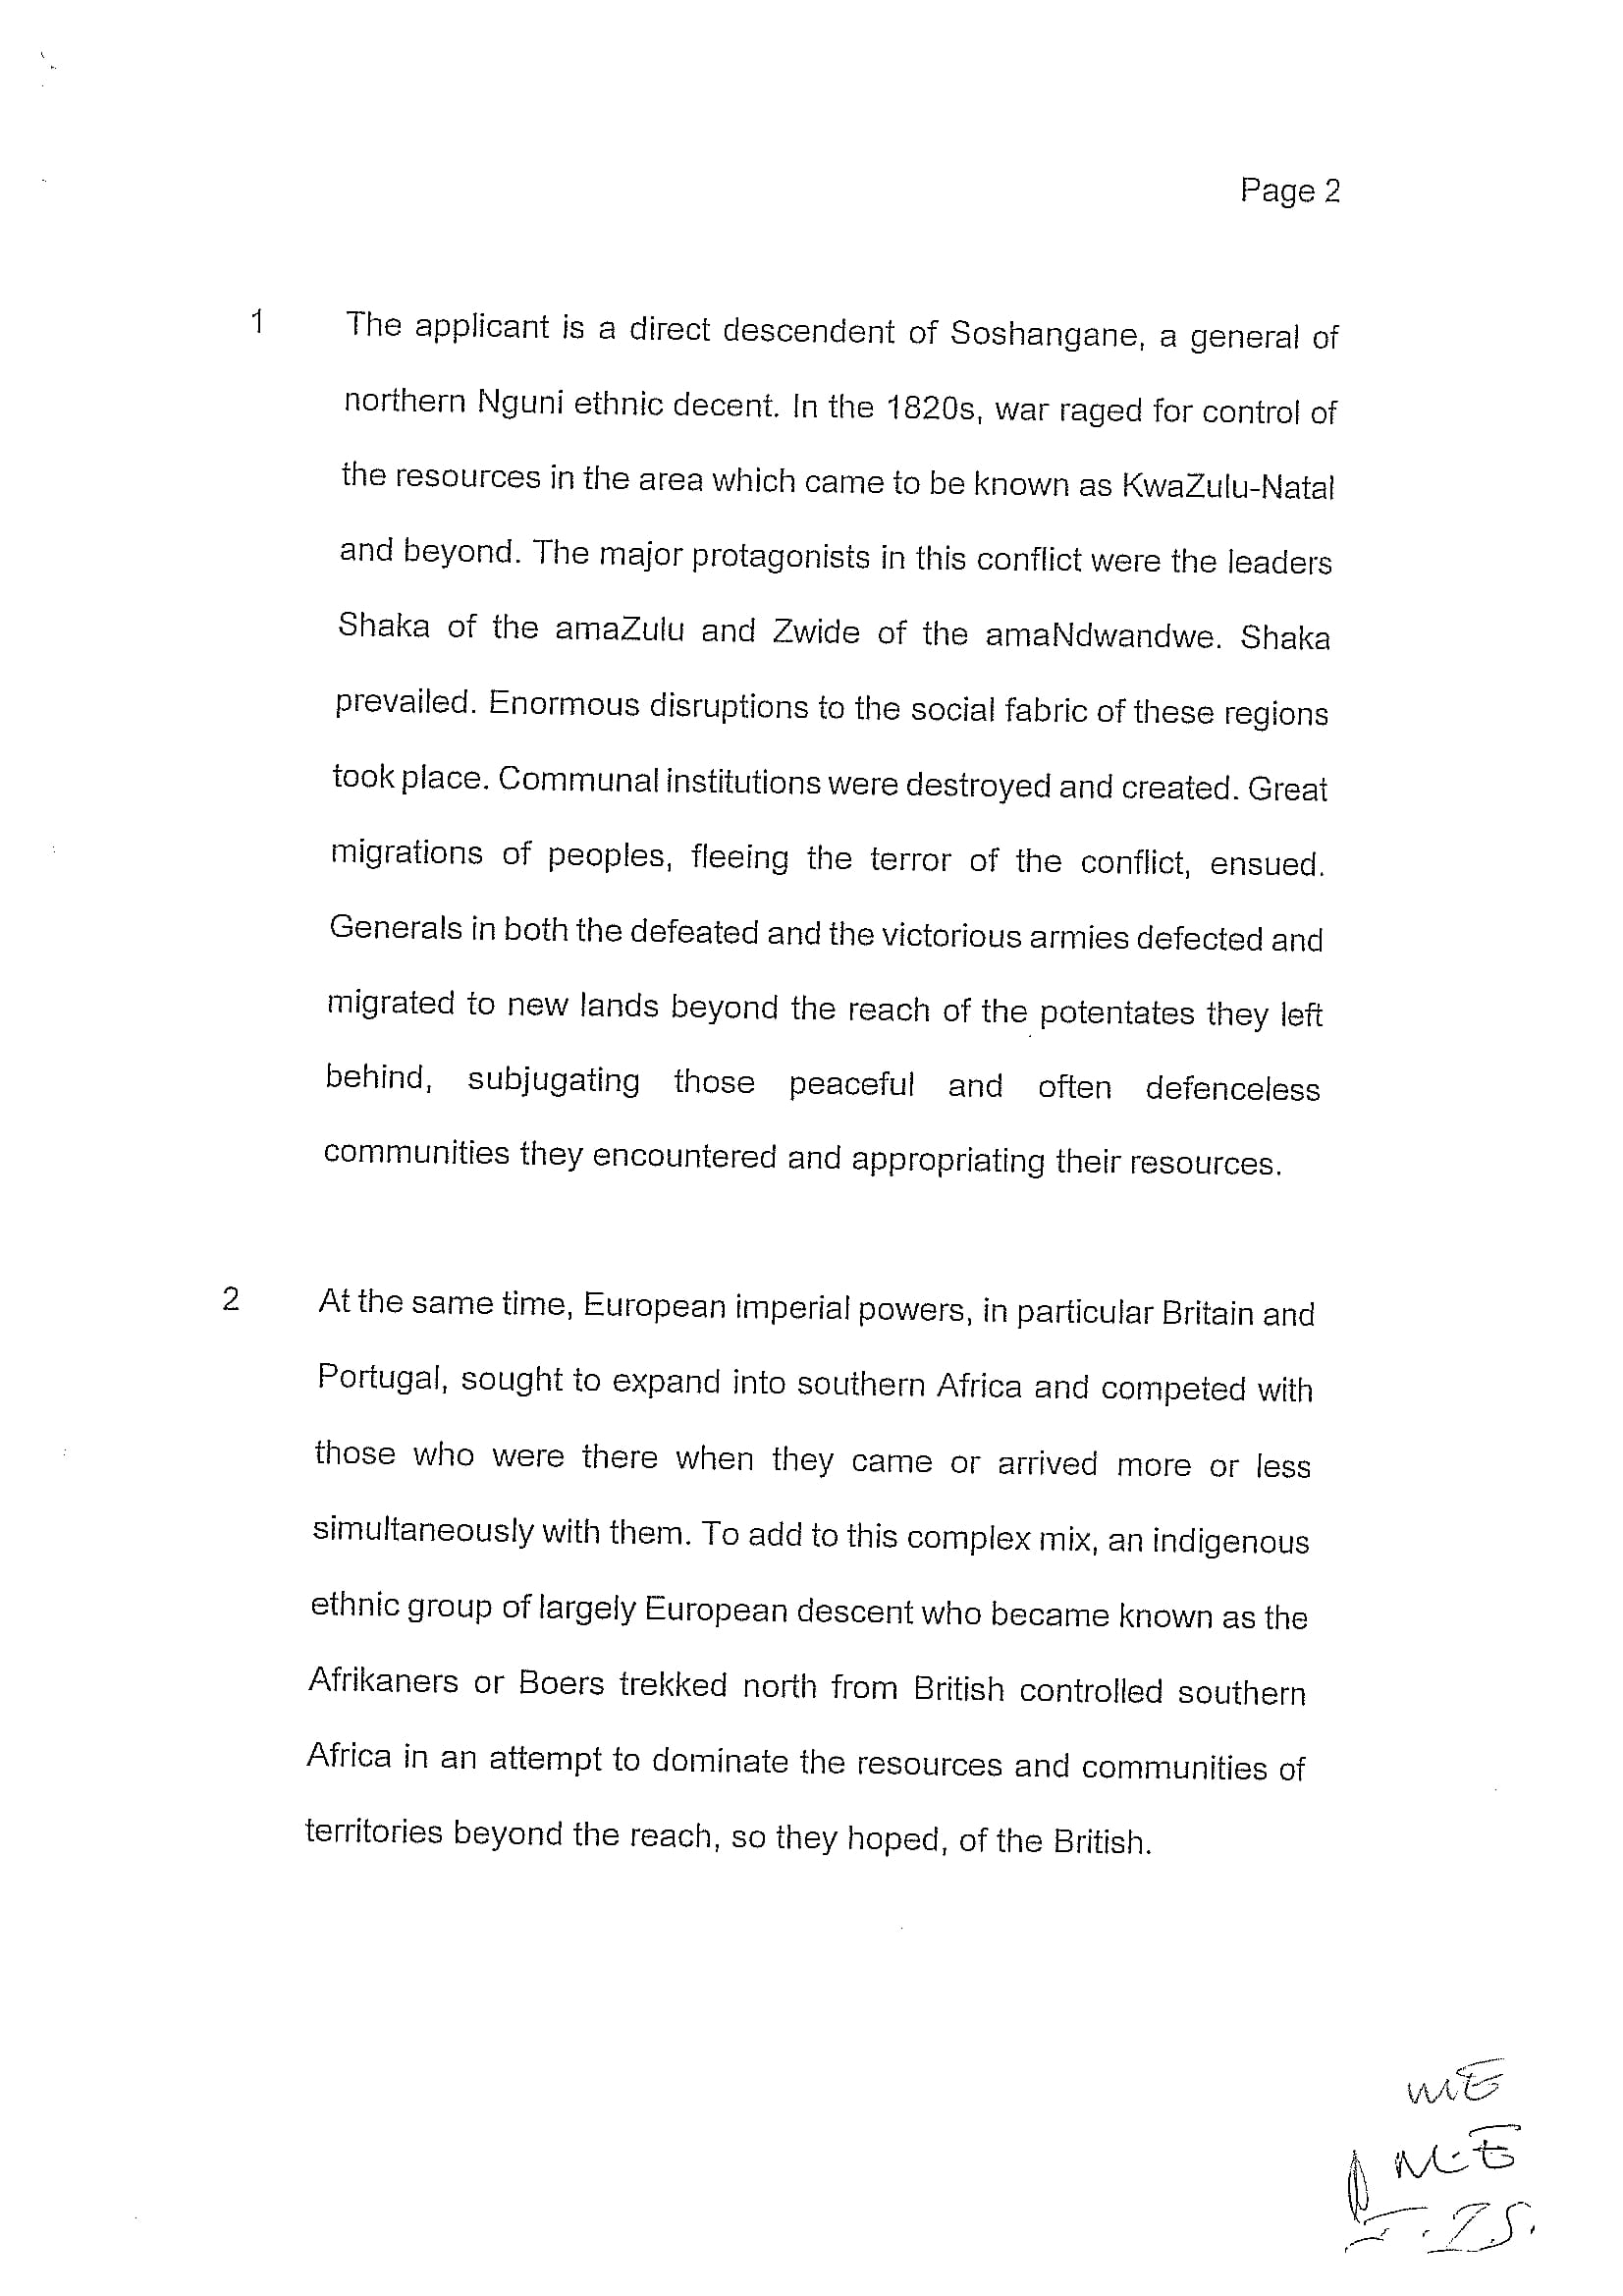 Page 2
1 The applicant is a direct descendent of Soshangane, a general of
northern Nguni ethnic decent. In the 1820s, war raged for control of
the resources in the area which came to be known as KwaZulu-Natal
and beyond. The major protagonists in this conflict were the leaders
Shaka of the amaZulu and Zwide of the amaNdwandwe. Shaka
prevailed. Enormous disruptions to the social fabric of these regions
took place. Communal institutions were destroyed and created. Great
migrations of peoples, fleeing the terror of the conflict, ensued.
Generals in both the defeated and the victorious armies defected and
migrated to new lands beyond the reach of the potentates they left
behind, subjugating those peaceful and often defenceless
communities they encountered and appropriating their resources.
2 At the same time, European imperial powers, in particular Britain and
Portugal, sought to expand into southern Africa and competed with
those who were there when they came or arrived more or less
simultaneously with them. To add to this complex mix, an indigenous
ethnic group of largely European descent who became known as the
Afrikaners or Boers trekked north from British controlled southern
Africa in an attempt to dominate the resources and communities of
territories beyond the reach, so they hoped, of the British.
ME
M.E